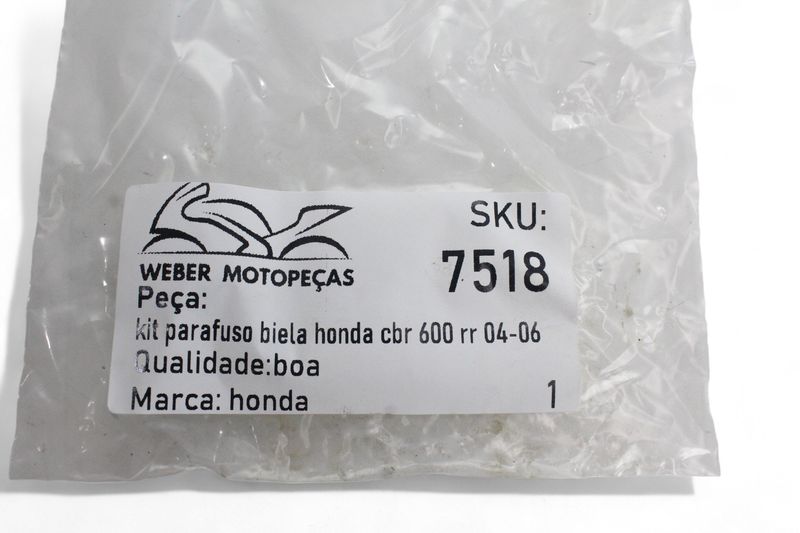 WEBER MOTOPEÇAS
SKU:
7518
Peça:
kit parafuso biela honda cbr 600 rr 04-06
Qualidade:boa
Marca: honda
1